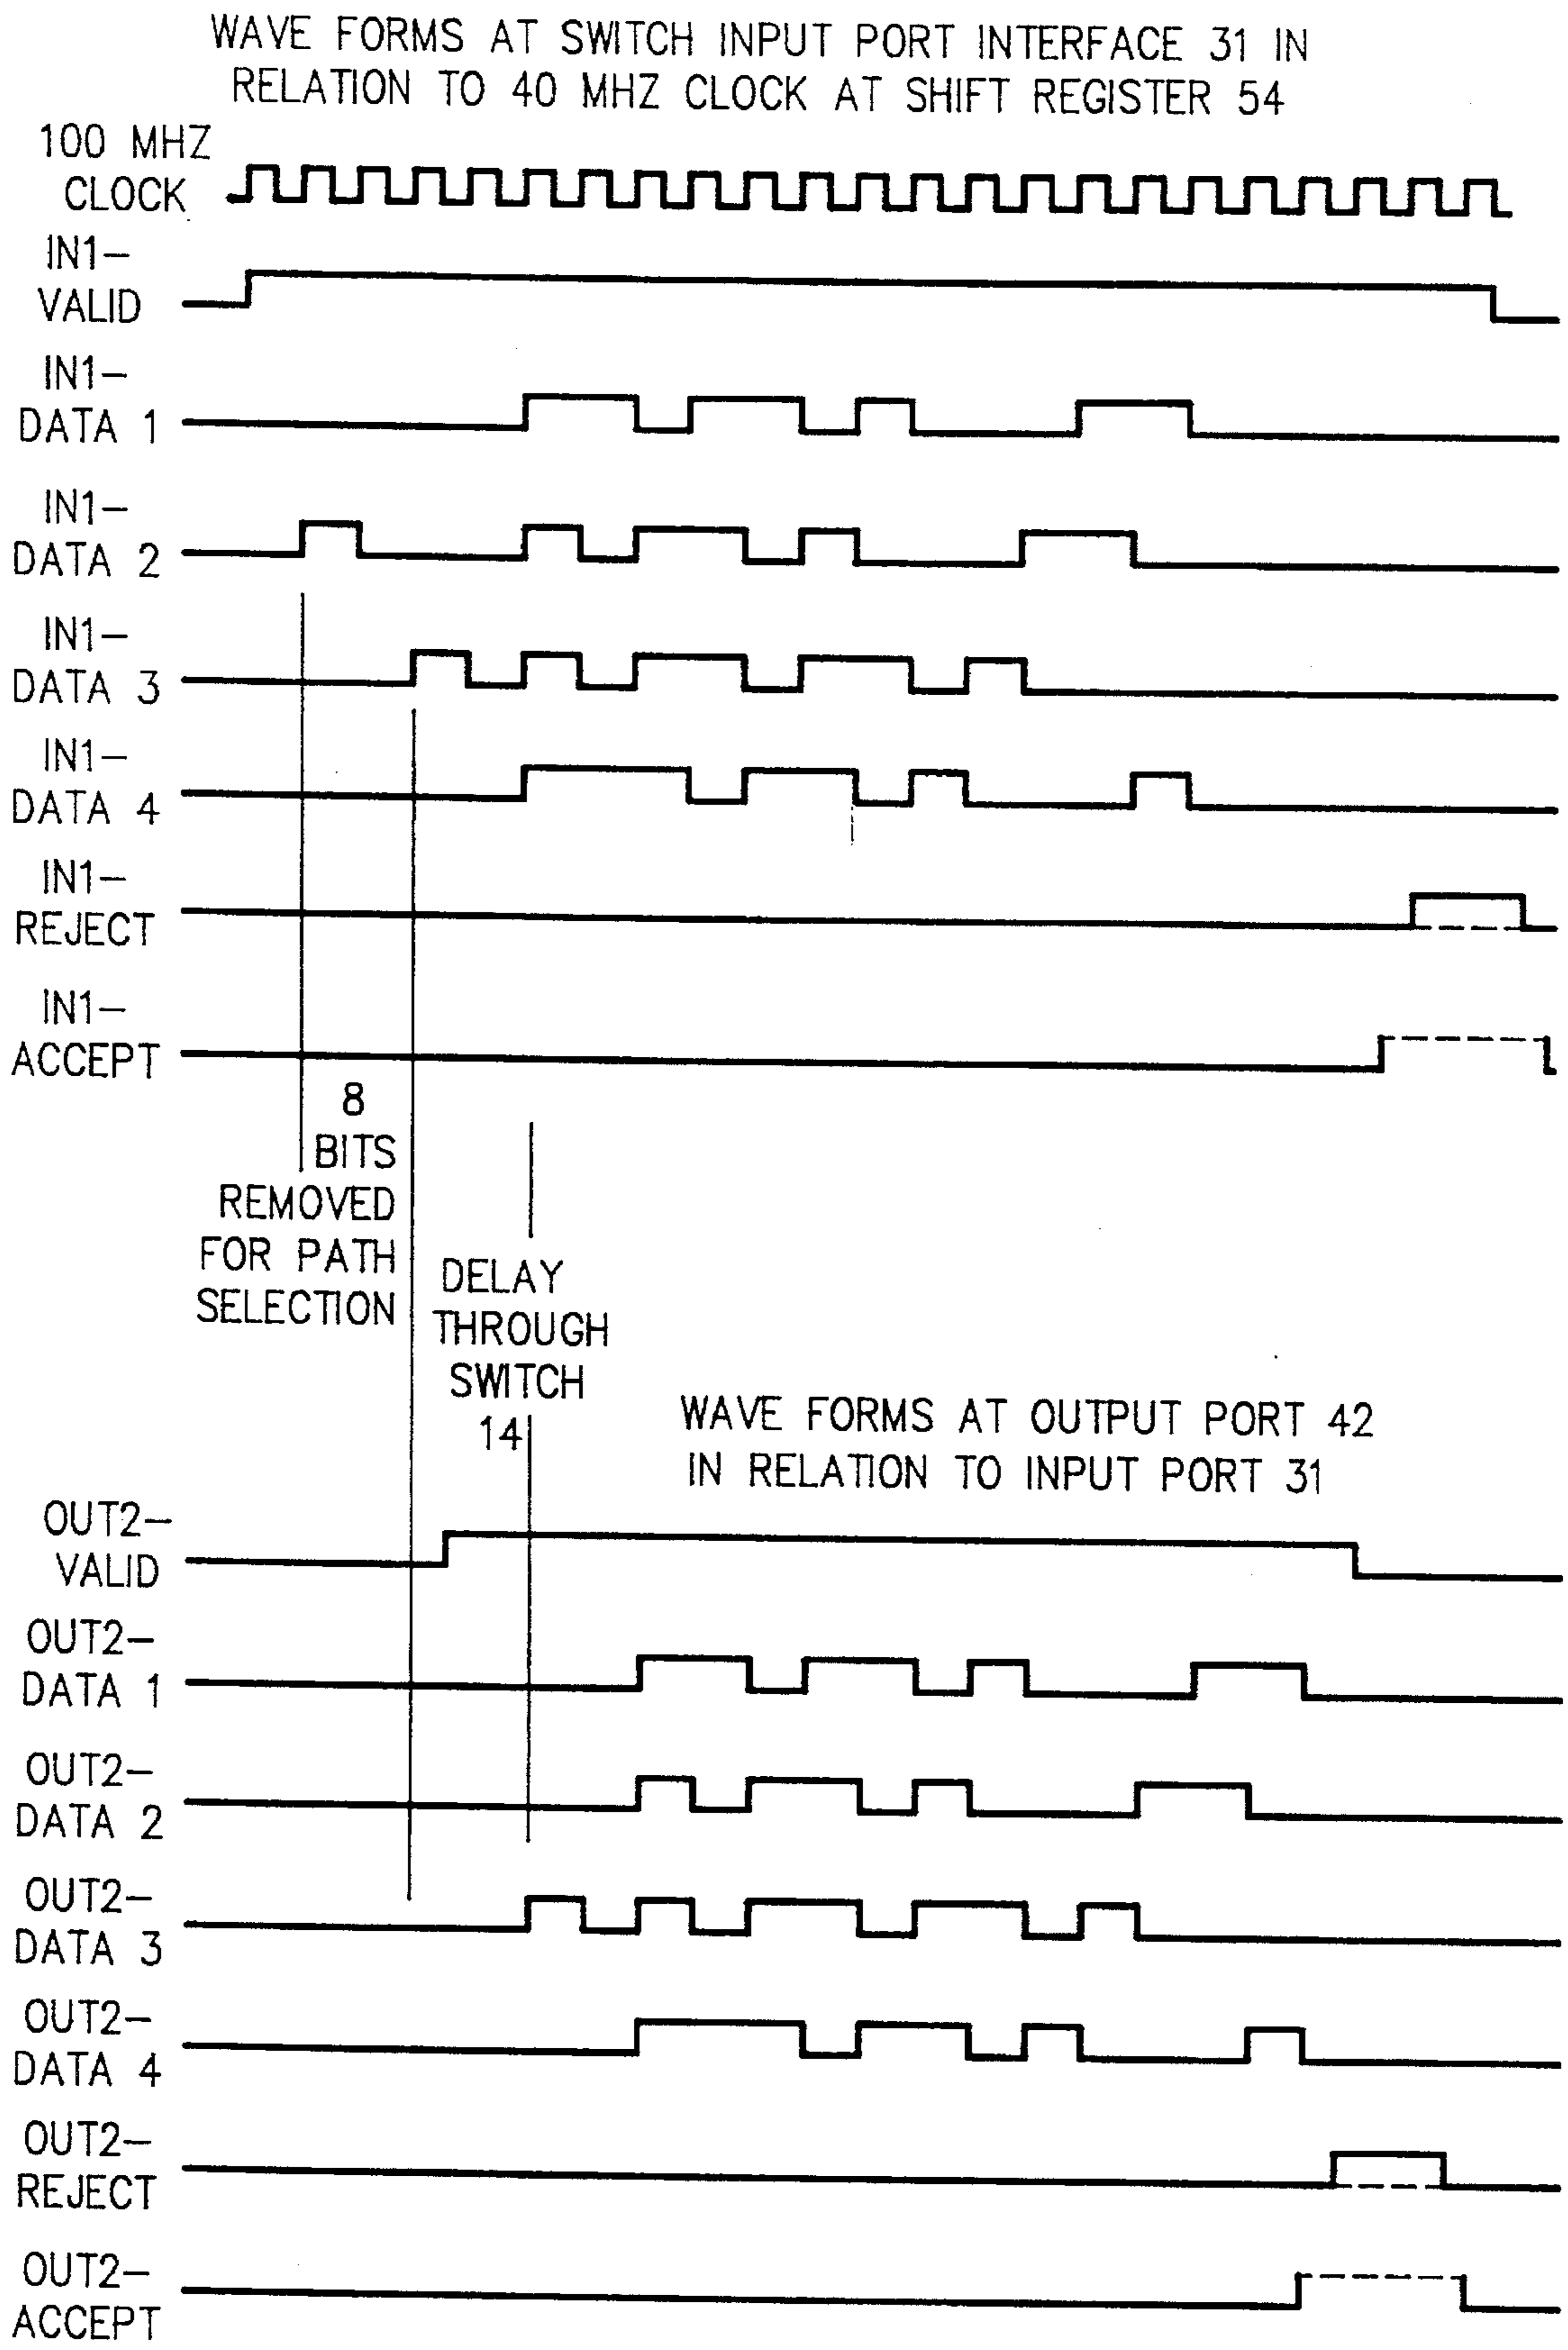 WAVE FORMS AT SWITCH INPUT PORT INTERFACE 31 IN
RELATION TO 40 MHZ CLOCK AT SHIFT REGISTER 54
100 MHZ
CLOCK
IN1-
VALID
IN1-
DATA 1
IN1-
DATA 2
IN1-
DATA 3
IN1-
DATA 4
IN1-
REJECT
IN1-
ACCEPT
8
BITS
REMOVED
FOR PATH
SELECTION
DELAY
THROUGH
SWITCH
14
WAVE FORMS AT OUTPUT PORT 42
IN RELATION TO INPUT PORT 31
OUT2-
VALID
OUT2-
DATA 1
OUT2-
DATA 2
OUT2-
DATA 3
OUT2-
DATA 4
OUT2-
REJECT
OUT2-
ACCEPT